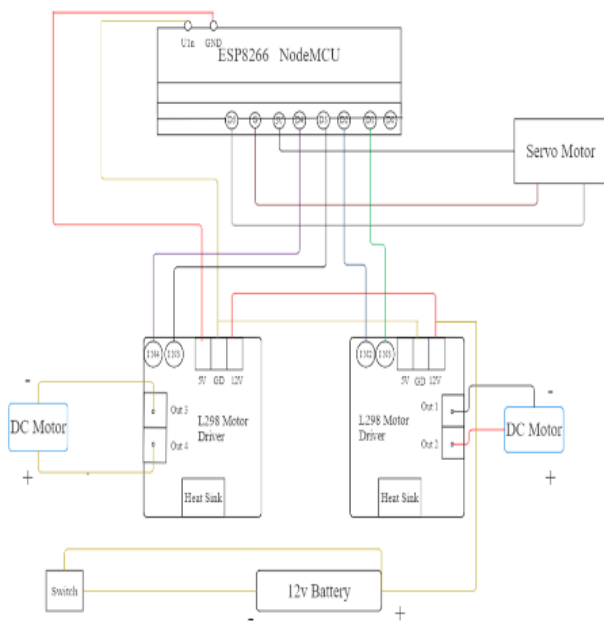 U1n GND
ESP8266 NodeMCU
D4
Servo Motor
IN4 IN3
5V GD 12V
IN2
5V GD 12V
-
Out 3
DC Motor
L298 Motor
Driver
Out 4
+
-
Heat Sink
Out 1
-
L298 Motor
Driver
Out 2
DC Motor
+
Heat Sink
Switch
12v Battery
-
+